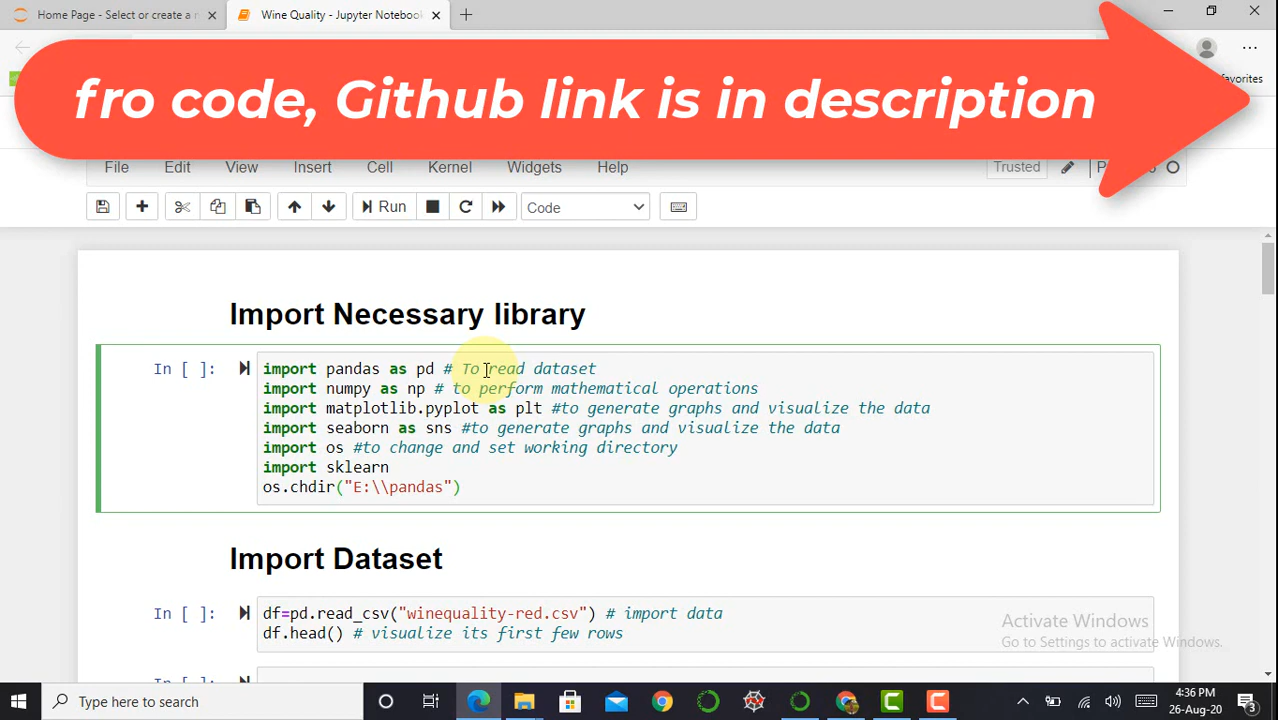 Home Page - Select or create a n
Wine Quality - Jupyter Notebook
fro code, Github link is in description
favorites
File Edit View Insert Cell Kernel Widgets Help
Trusted
Run
Code
Import Necessary library
In [ ]:
import pandas as pd # To read dataset
import numpy as np # to perform mathematical operations
import matplotlib.pyplot as plt #to generate graphs and visualize the data
import seaborn as sns #to generate graphs and visualize the data
import os #to change and set working directory
import sklearn
os.chdir("E:\\pandas")
Import Dataset
In [ ]:
df=pd.read_csv("winequality-red.csv") # import data
df.head() # visualize its first few rows
Activate Windows
Go to Settings to activate Windows.
Type here to search
4:36 PM
26-Aug-20
3